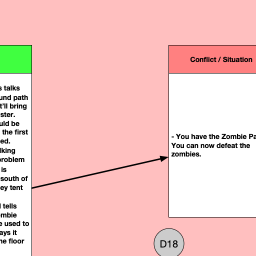 s talks
und path
t'll bring
ster.
uld be
the first
ed.
lking
problem
is
south of
ey tent
l tells
mbie
e used to
ays it
he floor
Conflict / Situation
- You have the Zombie Pa
You can now defeat the
zombies.
D18